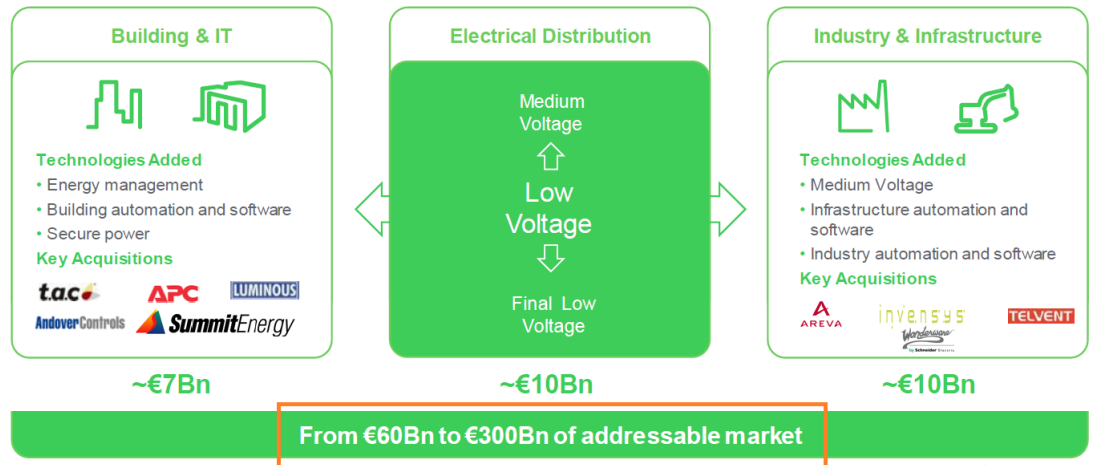 Building & IT
Technologies Added
• Energy management
• Building automation and software
• Secure power
Key Acquisitions
t.a.c
APC
LUMINOUS
AndoverControls
SummitEnergy
~€7Bn
Electrical Distribution
Medium
Voltage
Low
Voltage
Final Low
Voltage
~€10Bn
Industry & Infrastructure
Technologies Added
• Medium Voltage
• Infrastructure automation and
software
• Industry automation and software
Key Acquisitions
AREVA
invensys
Wonderware
by Schneider Electric
TELVENT
~€10Bn
From €60Bn to €300Bn of addressable market